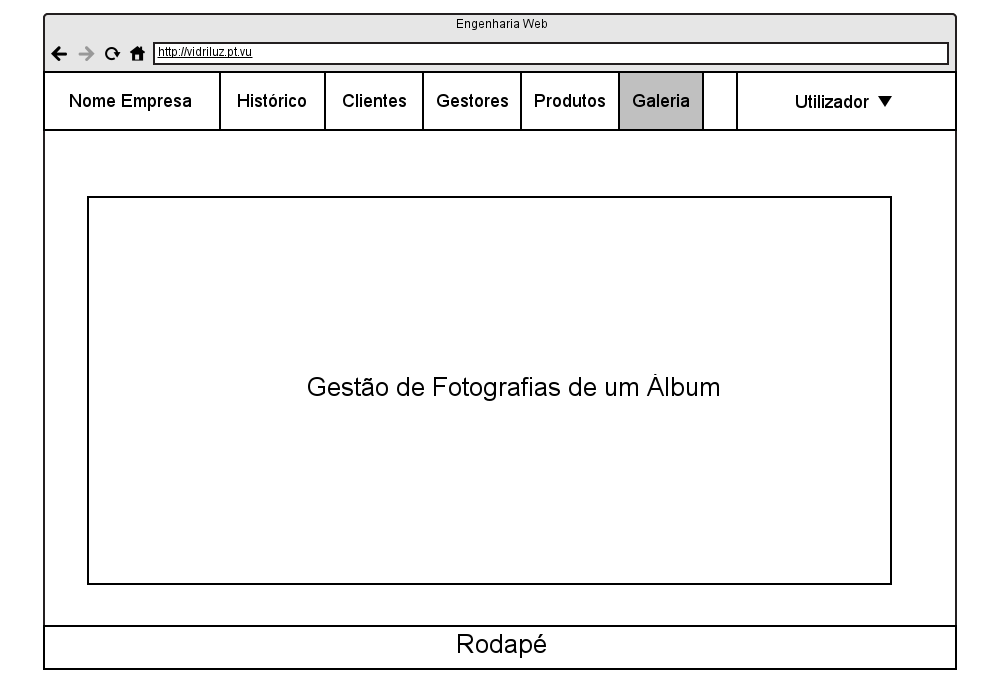 Engenharia Web
http://vidriluz.pt.vu
Nome Empresa Histórico Clientes Gestores Produtos Galeria Utilizador ▼
Gestão de Fotografias de um Álbum
Rodapé